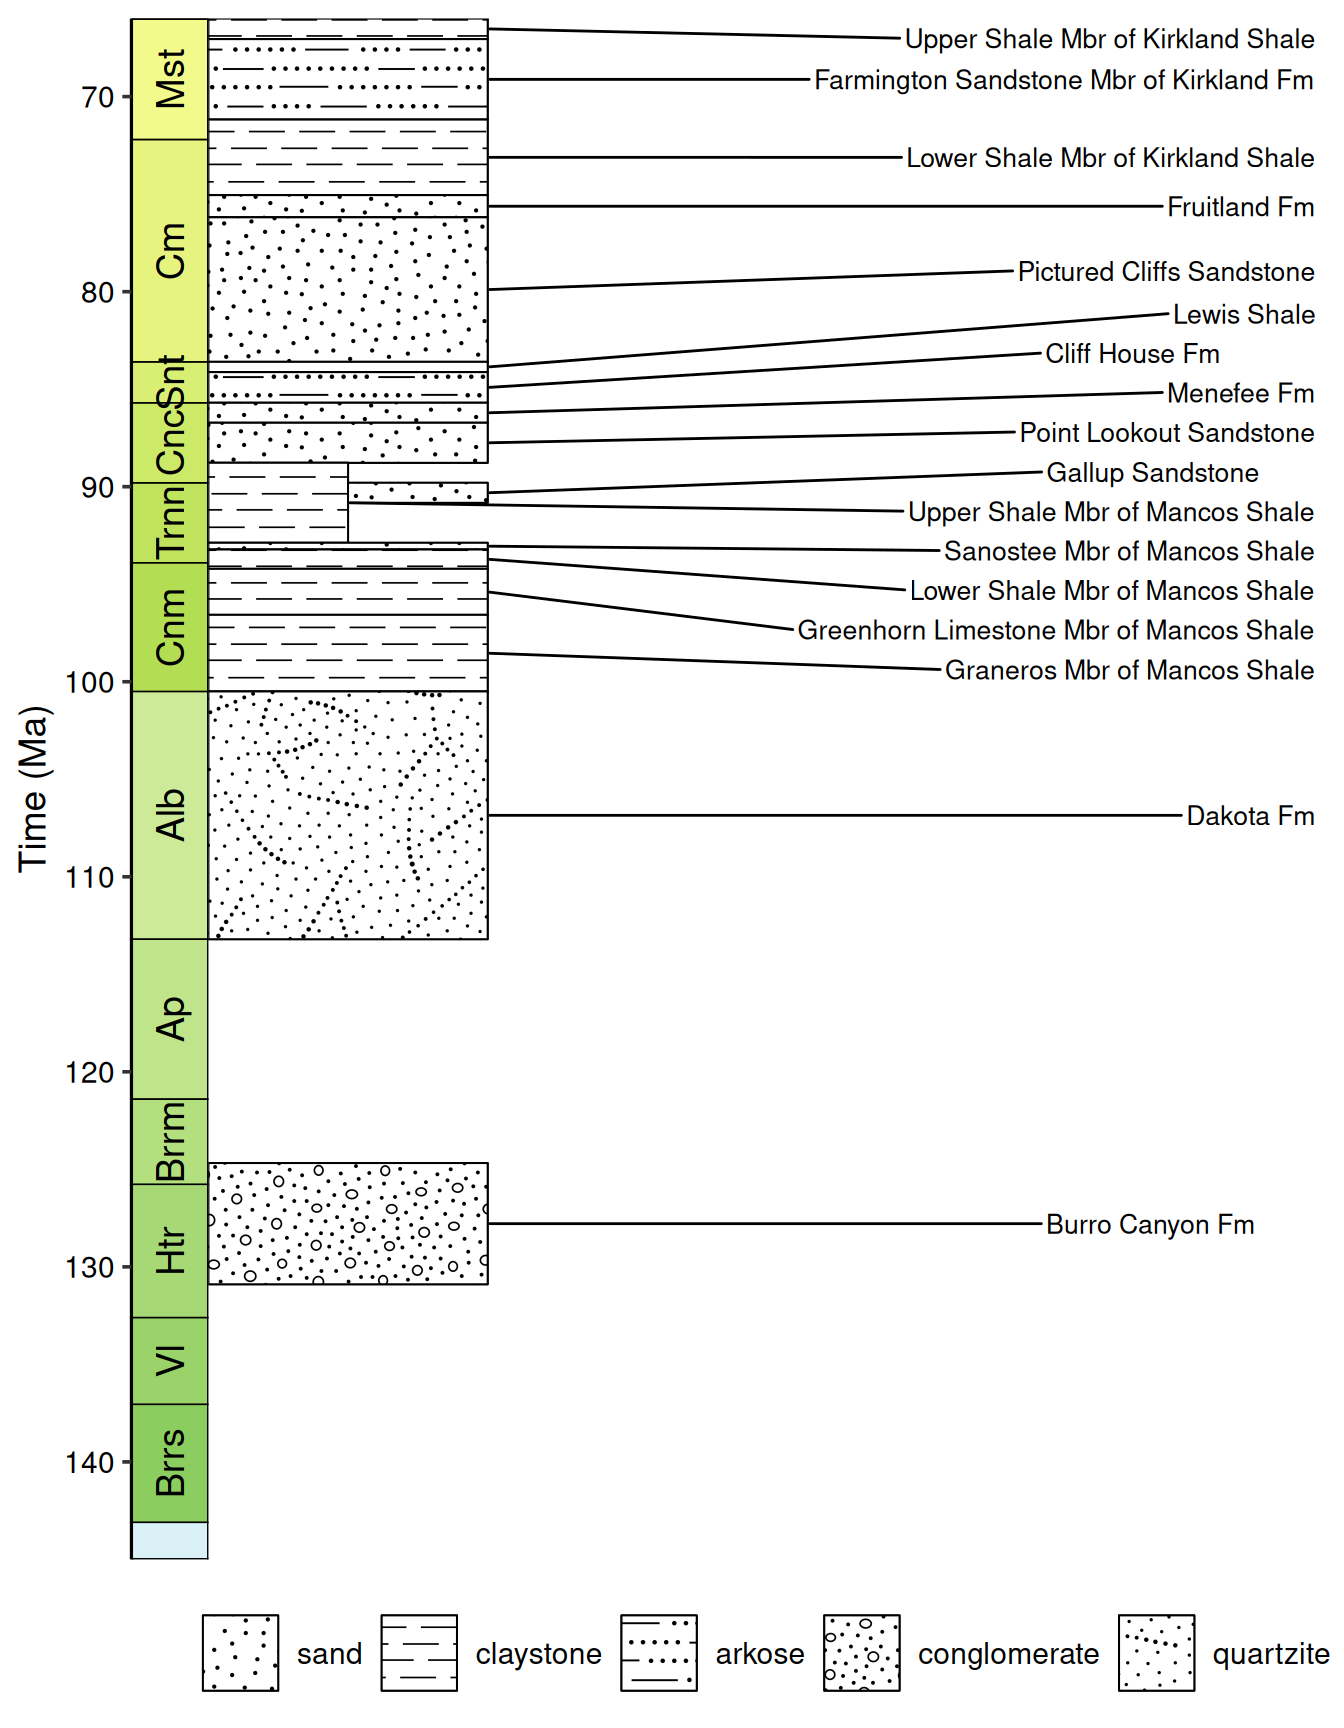 Time (Ma)
70
80
90
100
110
120
130
140
Mst
Cm
Snt
Cnc
Trnn
Cnm
Alb
Ap
Brrm
Htr
Vl
Brrs
Upper Shale Mbr of Kirkland Shale
Farmington Sandstone Mbr of Kirkland Fm
Lower Shale Mbr of Kirkland Shale
Fruitland Fm
Pictured Cliffs Sandstone
Lewis Shale
Cliff House Fm
Menefee Fm
Point Lookout Sandstone
Gallup Sandstone
Upper Shale Mbr of Mancos Shale
Sanostee Mbr of Mancos Shale
Lower Shale Mbr of Mancos Shale
Greenhorn Limestone Mbr of Mancos Shale
Graneros Mbr of Mancos Shale
Dakota Fm
Burro Canyon Fm
sand claystone arkose conglomerate quartzite